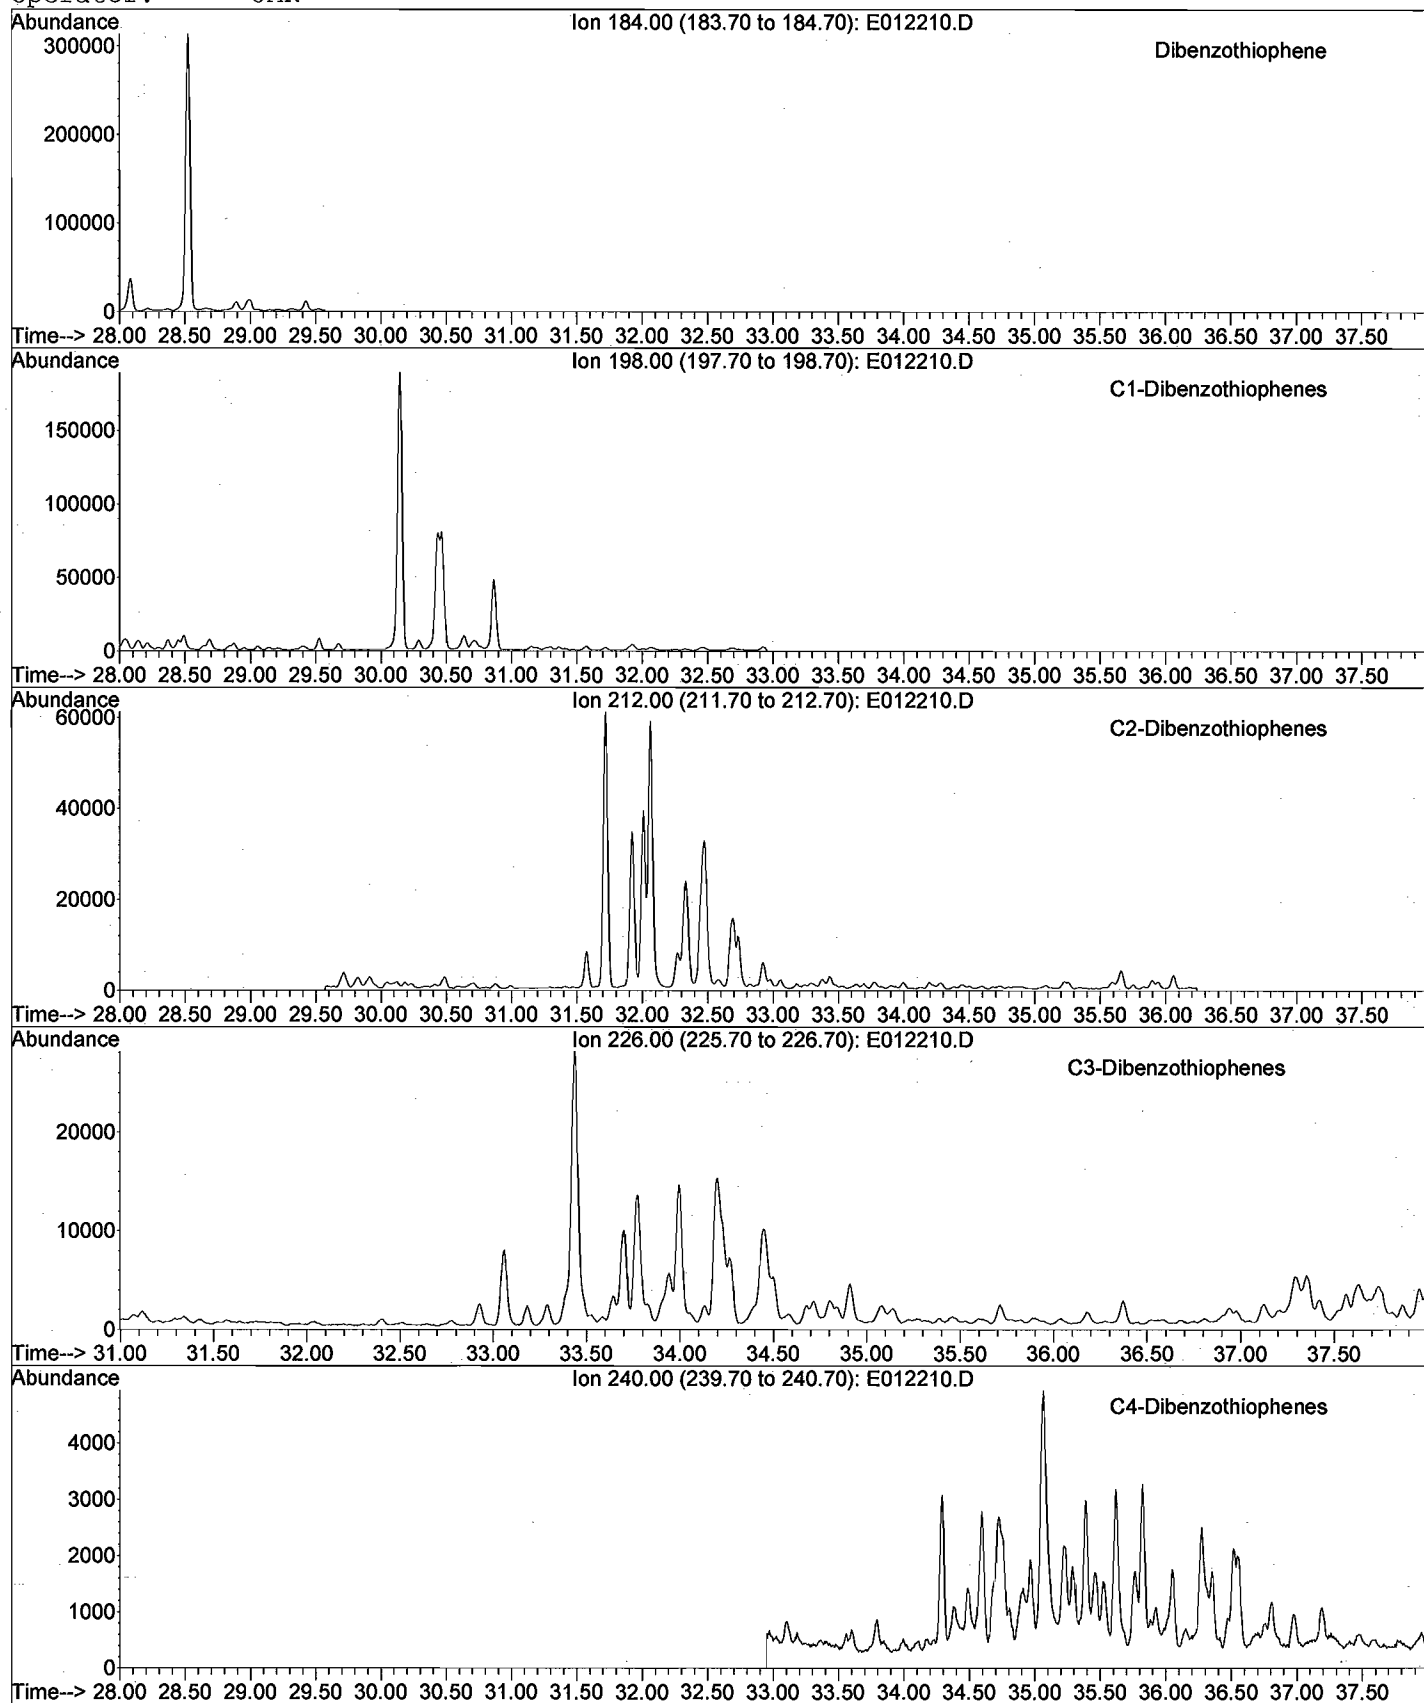 Abundance
Ion 184.00 (183.70 to 184.70): E012210.D
Dibenzothiophene
300000
200000
100000
0
Time--> 28.00 28.50 29.00 29.50 30.00 30.50 31.00 31.50 32.00 32.50 33.00 33.50 34.00 34.50 35.00 35.50 36.00 36.50 37.00 37.50
Abundance
Ion 198.00 (197.70 to 198.70): E012210.D
C1-Dibenzothiophenes
150000
100000
50000
0
Time--> 28.00 28.50 29.00 29.50 30.00 30.50 31.00 31.50 32.00 32.50 33.00 33.50 34.00 34.50 35.00 35.50 36.00 36.50 37.00 37.50
Abundance
Ion 212.00 (211.70 to 212.70): E012210.D
C2-Dibenzothiophenes
60000
40000
20000
0
Time--> 28.00 28.50 29.00 29.50 30.00 30.50 31.00 31.50 32.00 32.50 33.00 33.50 34.00 34.50 35.00 35.50 36.00 36.50 37.00 37.50
Abundance
Ion 226.00 (225.70 to 226.70): E012210.D
C3-Dibenzothiophenes
20000
10000
0
Time--> 31.00 31.50 32.00 32.50 33.00 33.50 34.00 34.50 35.00 35.50 36.00 36.50 37.00 37.50
Abundance
Ion 240.00 (239.70 to 240.70): E012210.D
C4-Dibenzothiophenes
4000
3000
2000
1000
0
Time--> 28.00 28.50 29.00 29.50 30.00 30.50 31.00 31.50 32.00 32.50 33.00 33.50 34.00 34.50 35.00 35.50 36.00 36.50 37.00 37.50